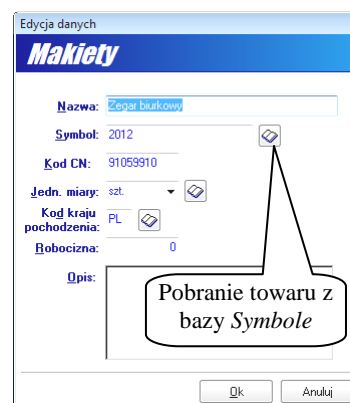 Edycja danych
Makiety
Nazwa: Zegar biurkowy
Symbol: 2012
Kod CN: 91059910
Jedn. miary: szt.
Kod kraju
pochodzenia: PL
Robocizna: 0
Opis:
Pobranie towaru z
bazy Symbole
Ok Anuluj